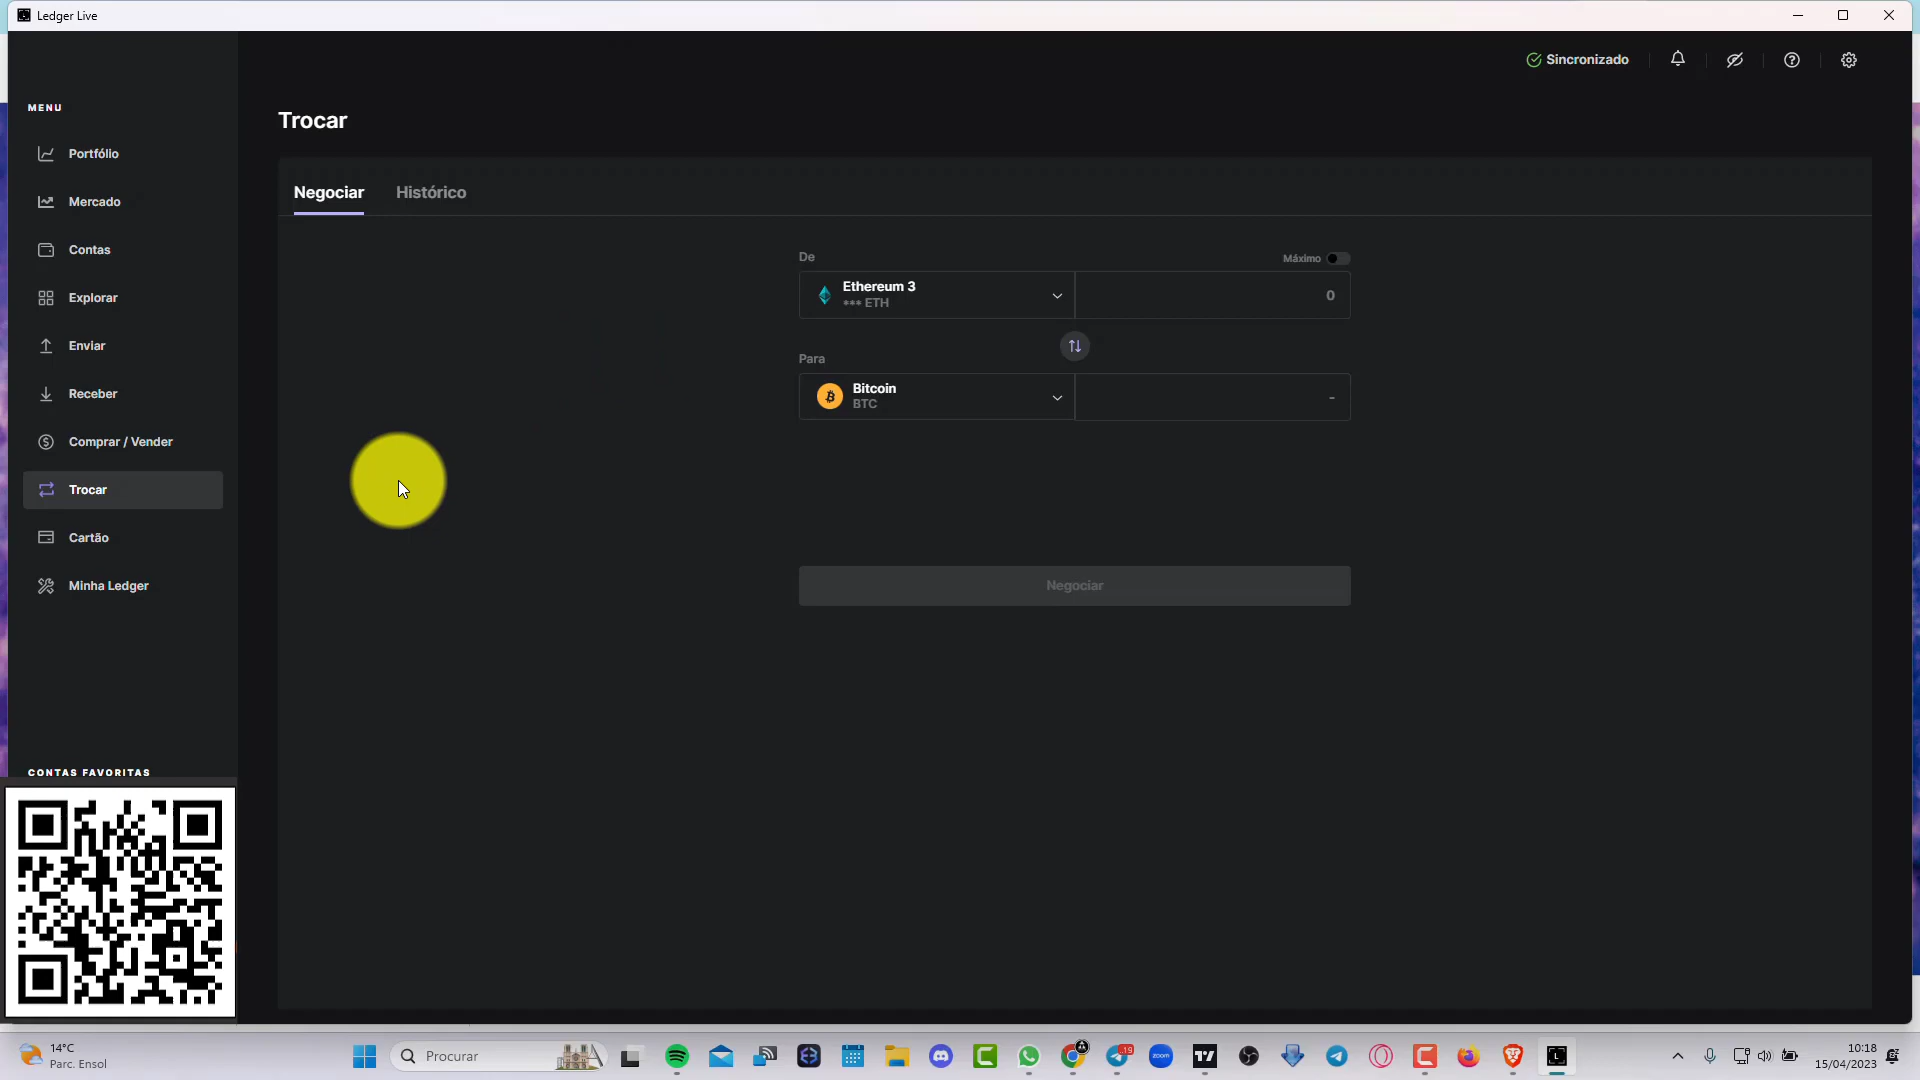 Ledger Live
Sincronizado
MENU
Portfólio
Mercado
Contas
Explorar
Enviar
Receber
Comprar / Vender
Trocar
Cartão
Minha Ledger
CONTAS FAVORITAS
Trocar
Negociar
Histórico
De
Máximo
Ethereum 3
*** ETH
0
Para
Bitcoin
BTC
-
Negociar
14°C
Parc. Ensol
Procurar
.19
zoom
10:18
15/04/2023